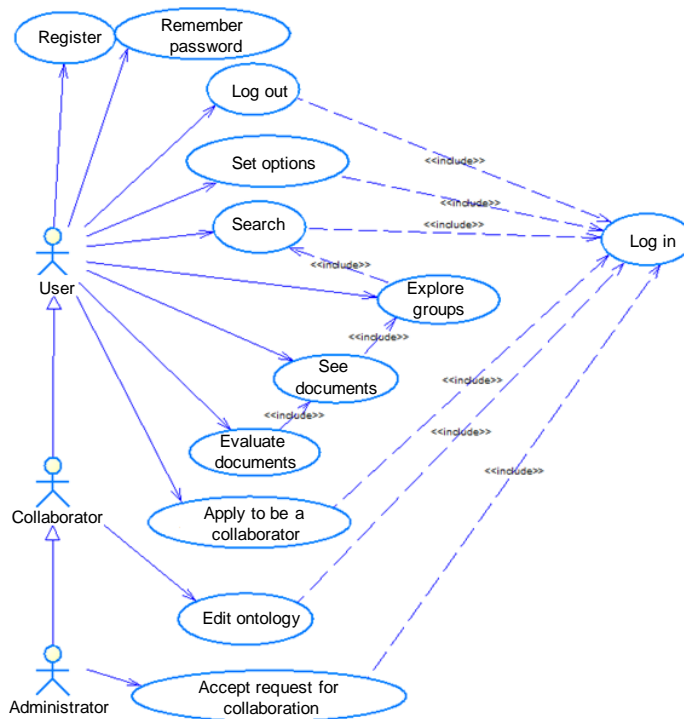 Register
Remember
password
Log out
<<include>>
Set options
<<include>>
Search
<<include>>
Log in
<<include>>
User
Explore
groups
<<include>>
See
documents
<<include>>
<<include>>
Evaluate
documents
<<include>>
<<include>>
Collaborator
Apply to be a
collaborator
Edit ontology
Administrator
Accept request for
collaboration